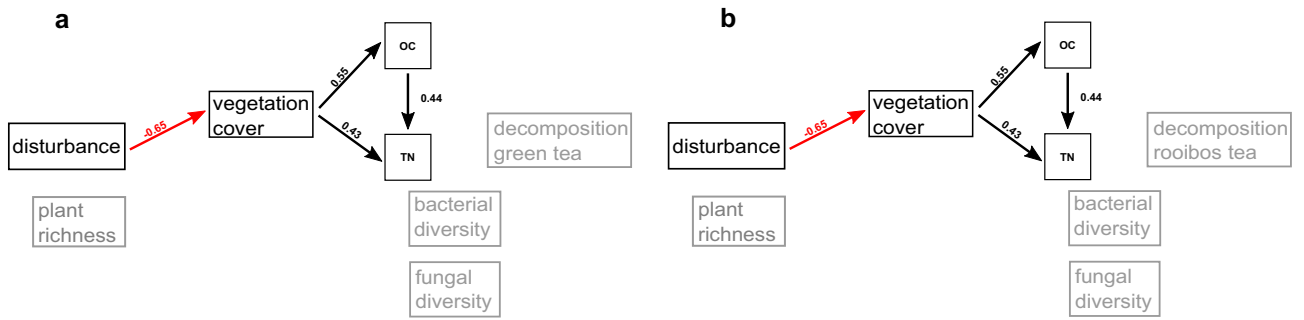 a
OC
0.55
0.44
vegetation
cover
-0.65
0.43
disturbance
TN
decomposition
green tea
plant
richness
bacterial
diversity
fungal
diversity
b
OC
0.55
0.44
vegetation
cover
-0.65
0.43
disturbance
TN
decomposition
rooibos tea
plant
richness
bacterial
diversity
fungal
diversity